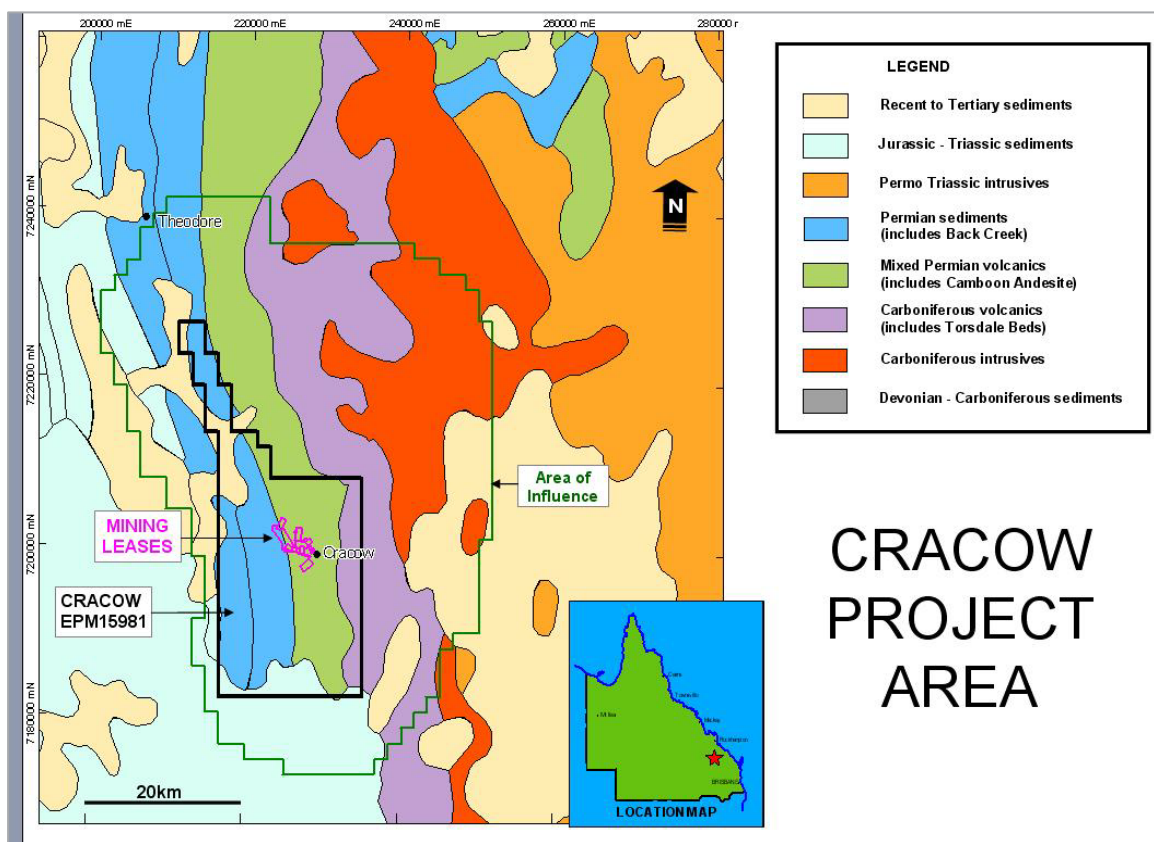 200000 mE
220000 mE
240000 mE
260000 mE
280000 r
7240000 mN
7220000 mN
7200000 mN
7180000 mN
Theodore
MINING
LEASES
Cracow
CRACOW
EPM15981
Area of
Influence
20km
N
LEGEND
Recent to Tertiary sediments
Jurassic - Triassic sediments
Permo Triassic intrusives
Permian sediments
(includes Back Creek)
Mixed Permian volcanics
(includes Camboon Andesite)
Carboniferous volcanics
(includes Torsdale Beds)
Carboniferous intrusives
Devonian - Carboniferous sediments
CRACOW
PROJECT
AREA
Townsville
Mackay
Rockhampton
BRISBANE
LOCATION MAP